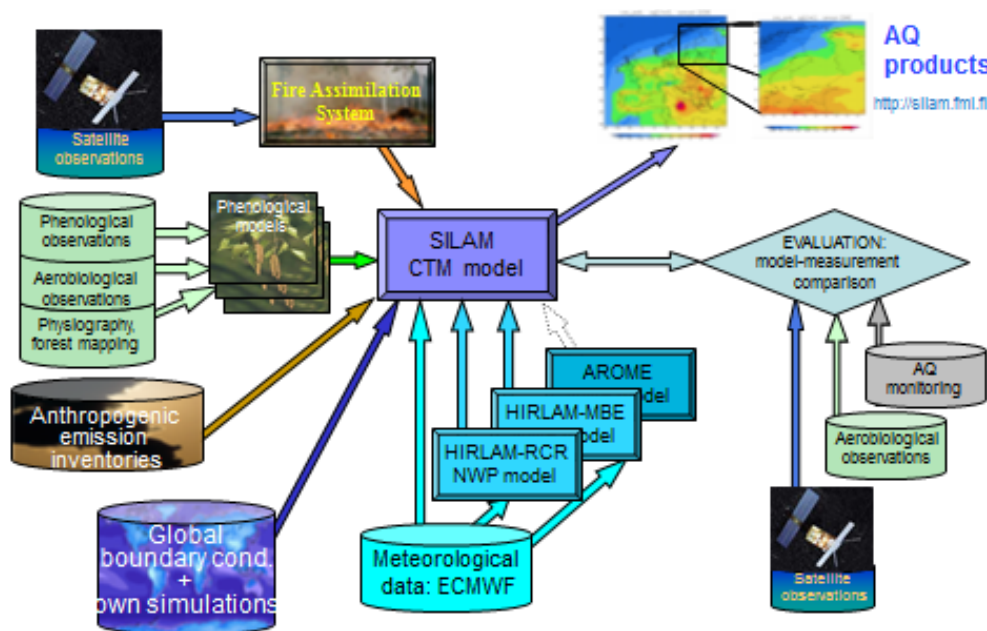 Satellite
observations
Fire Assimilation
System
AQ
products
http://silam.fmi.fi
Phenological
observations
Aerobiological
observations
Physiography,
forest mapping
Phenological
models
SILAM
CTM model
EVALUATION:
model-measurement
comparison
Anthropogenic
emission
inventories
Global
boundary cond.
+
own simulations
Meteorological
data: ECMWF
HIRLAM-RCR
NWP model
HIRLAM-MBE
odel
AROME
odel
AQ
monitoring
Aerobiological
observations
Satellite
observations